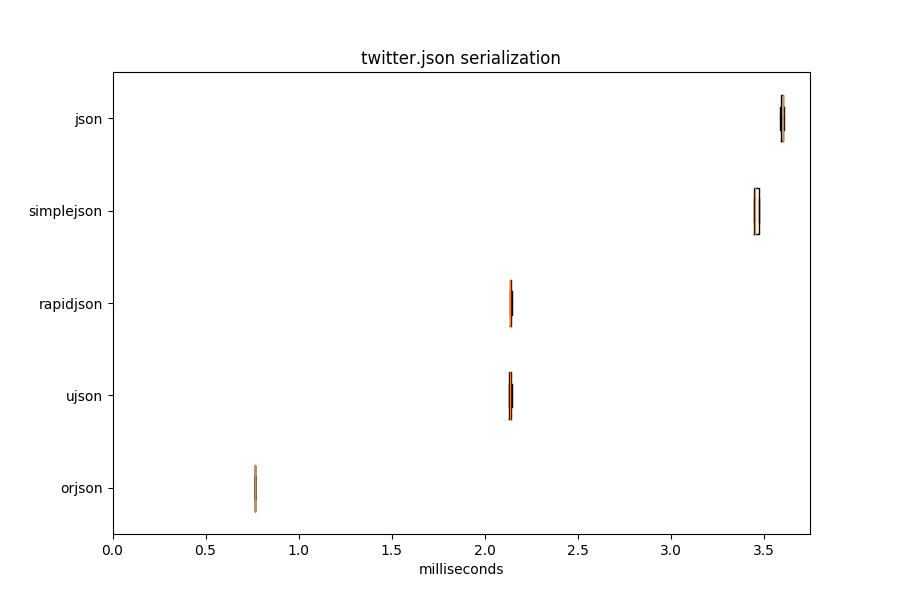 twitter.json serialization
json
simplejson
rapidjson
ujson
orjson
0.0 0.5 1.0 1.5 2.0 2.5 3.0 3.5
milliseconds